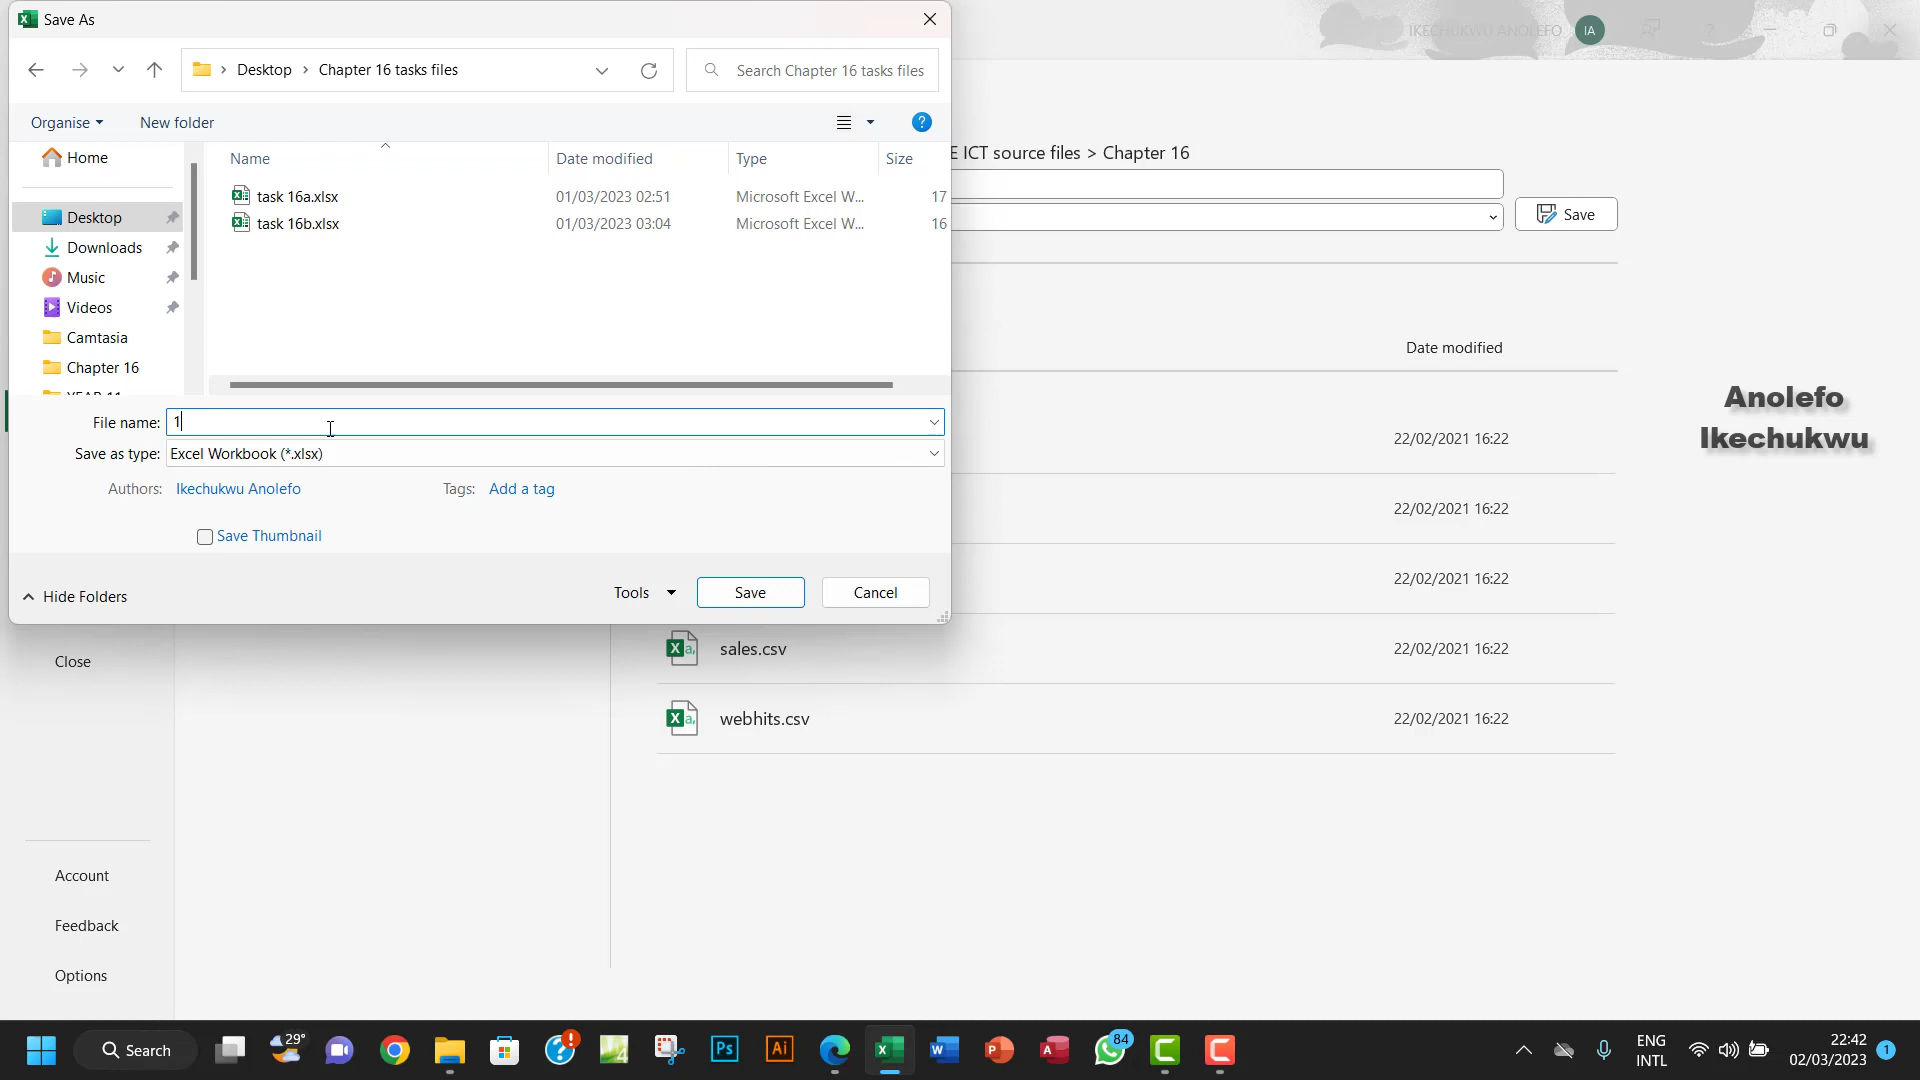 Save As
Desktop > Chapter 16 tasks files
Search Chapter 16 tasks files
Organise
New folder
Home
Desktop
Downloads
Music
Videos
Camtasia
Chapter 16
Name
Date modified
Type
Size
task 16a.xlsx
01/03/2023 02:51
Microsoft Excel W...
17
task 16b.xlsx
01/03/2023 03:04
Microsoft Excel W...
16
File name: 1
Save as type: Excel Workbook (*.xlsx)
Authors: Ikechukwu Anolefo
Tags: Add a tag
Save Thumbnail
Hide Folders
Tools
Save
Cancel
IKECHUKWU ANOLEFO
IA
E ICT source files > Chapter 16
Save
Date modified
22/02/2021 16:22
22/02/2021 16:22
22/02/2021 16:22
sales.csv
22/02/2021 16:22
webhits.csv
22/02/2021 16:22
Anolefo
Ikechukwu
Close
Account
Feedback
Options
Search
29°
Ps
Ai
84
ENG
INTL
22:42
02/03/2023
1